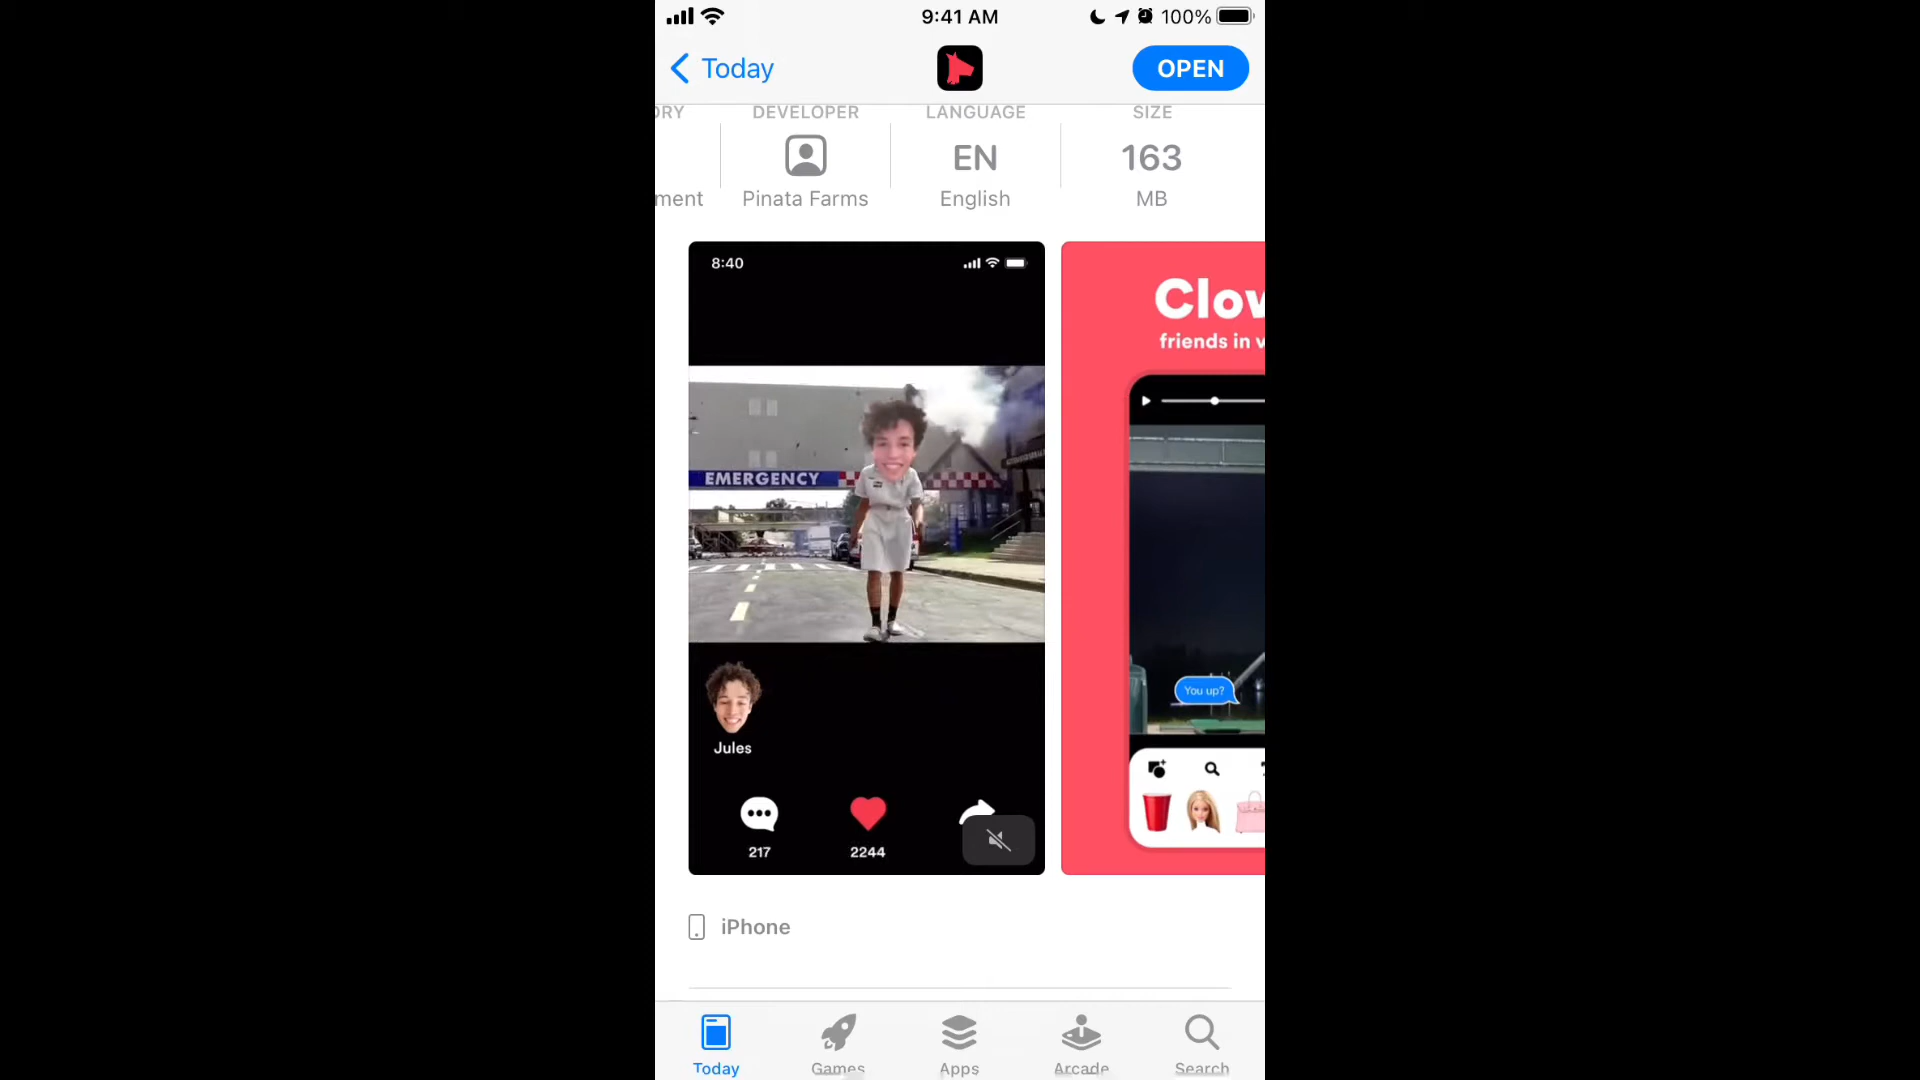 9:41 AM
100%
Today
OPEN
DEVELOPER
LANGUAGE
SIZE
EN
163
ment
Pinata Farms
English
MB
8:40
EMERGENCY
Jules
217
2244
Clow
friends in v
You up?
iPhone
Today
Games
Apps
Arcade
Search